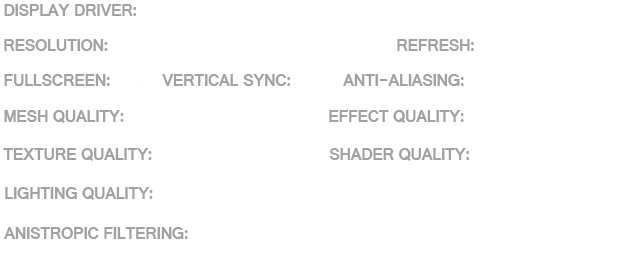 DISPLAY DRIVER:
RESOLUTION: REFRESH:
FULLSCREEN: VERTICAL SYNC: ANTI-ALIASING:
MESH QUALITY: EFFECT QUALITY:
TEXTURE QUALITY: SHADER QUALITY:
LIGHTING QUALITY:
ANISTROPIC FILTERING: